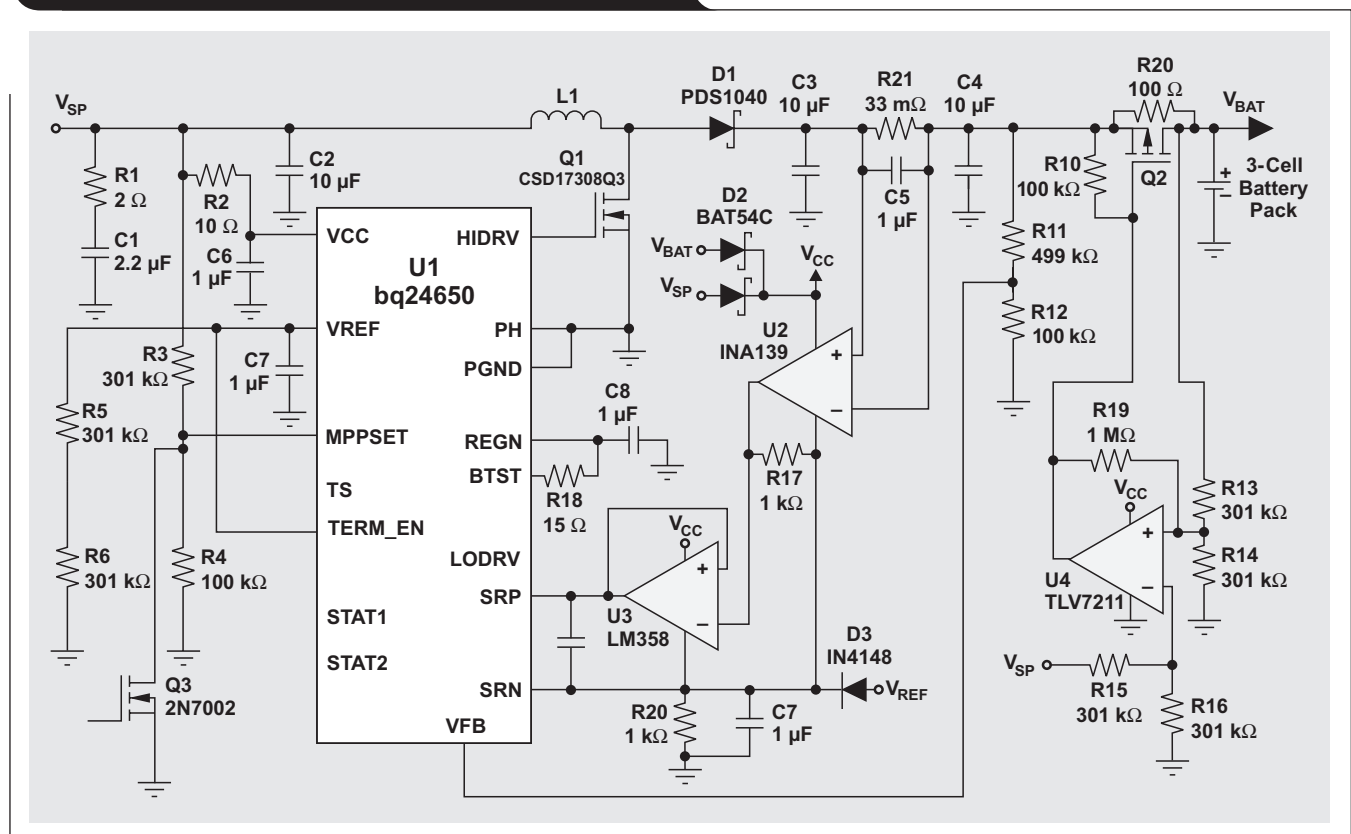 V_SP
R1
2 Ω
C1
2.2 µF
R2
10 Ω
C6
1 µF
C2
10 µF
L1
Q1
CSD17308Q3
D1
PDS1040
C3
10 µF
R21
33 mΩ
C5
1 µF
C4
10 µF
R20
100 Ω
V_BAT
R10
100 kΩ
Q2
3-Cell
Battery
Pack
D2
BAT54C
V_BAT
V_SP
V_CC
R11
499 kΩ
R12
100 kΩ
U1
bq24650
VCC
HIDRV
VREF
PH
PGND
MPPSET
REGN
BTST
TS
TERM_EN
LODRV
SRP
STAT1
STAT2
SRN
VFB
R3
301 kΩ
C7
1 µF
R5
301 kΩ
R6
301 kΩ
R4
100 kΩ
Q3
2N7002
U2
INA139
+
–
C8
1 µF
R18
15 Ω
R17
1 kΩ
V_CC
+
–
U3
LM358
D3
IN4148
V_REF
R20
1 kΩ
C7
1 µF
R19
1 MΩ
V_CC
+
–
U4
TLV7211
R13
301 kΩ
R14
301 kΩ
V_SP
R15
301 kΩ
R16
301 kΩ
+
–